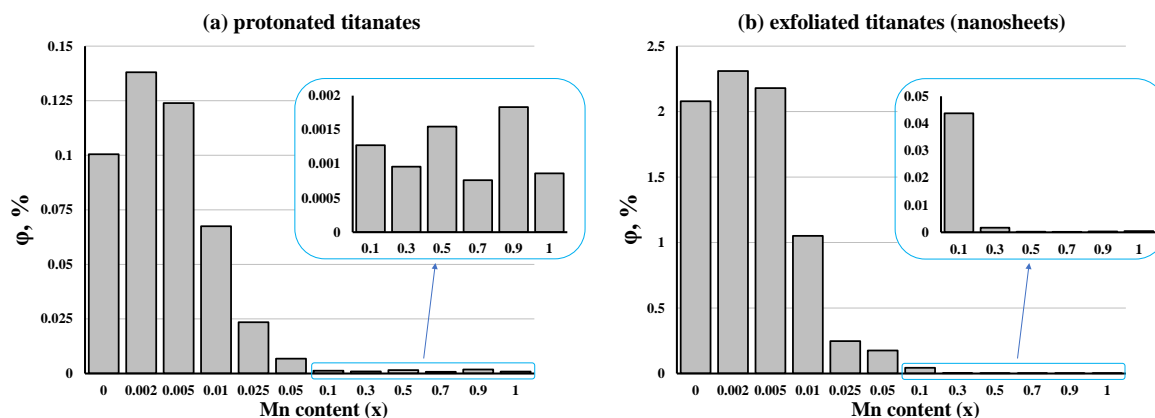 (a) protonated titanates
0.15
0.125
0.1
0.075
0.05
0.025
0
φ, %
0 0.002 0.005 0.01 0.025 0.05 0.1 0.3 0.5 0.7 0.9 1
Mn content (x)
0.002
0.0015
0.001
0.0005
0
0.1 0.3 0.5 0.7 0.9 1
(b) exfoliated titanates (nanosheets)
2.5
2
1.5
1
0.5
0
φ, %
0 0.002 0.005 0.01 0.025 0.05 0.1 0.3 0.5 0.7 0.9 1
Mn content (x)
0.05
0.04
0.03
0.02
0.01
0
0.1 0.3 0.5 0.7 0.9 1